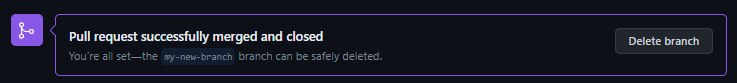 Pull request successfully merged and closed
Delete branch
You're all set—the my-new-branch branch can be safely deleted.